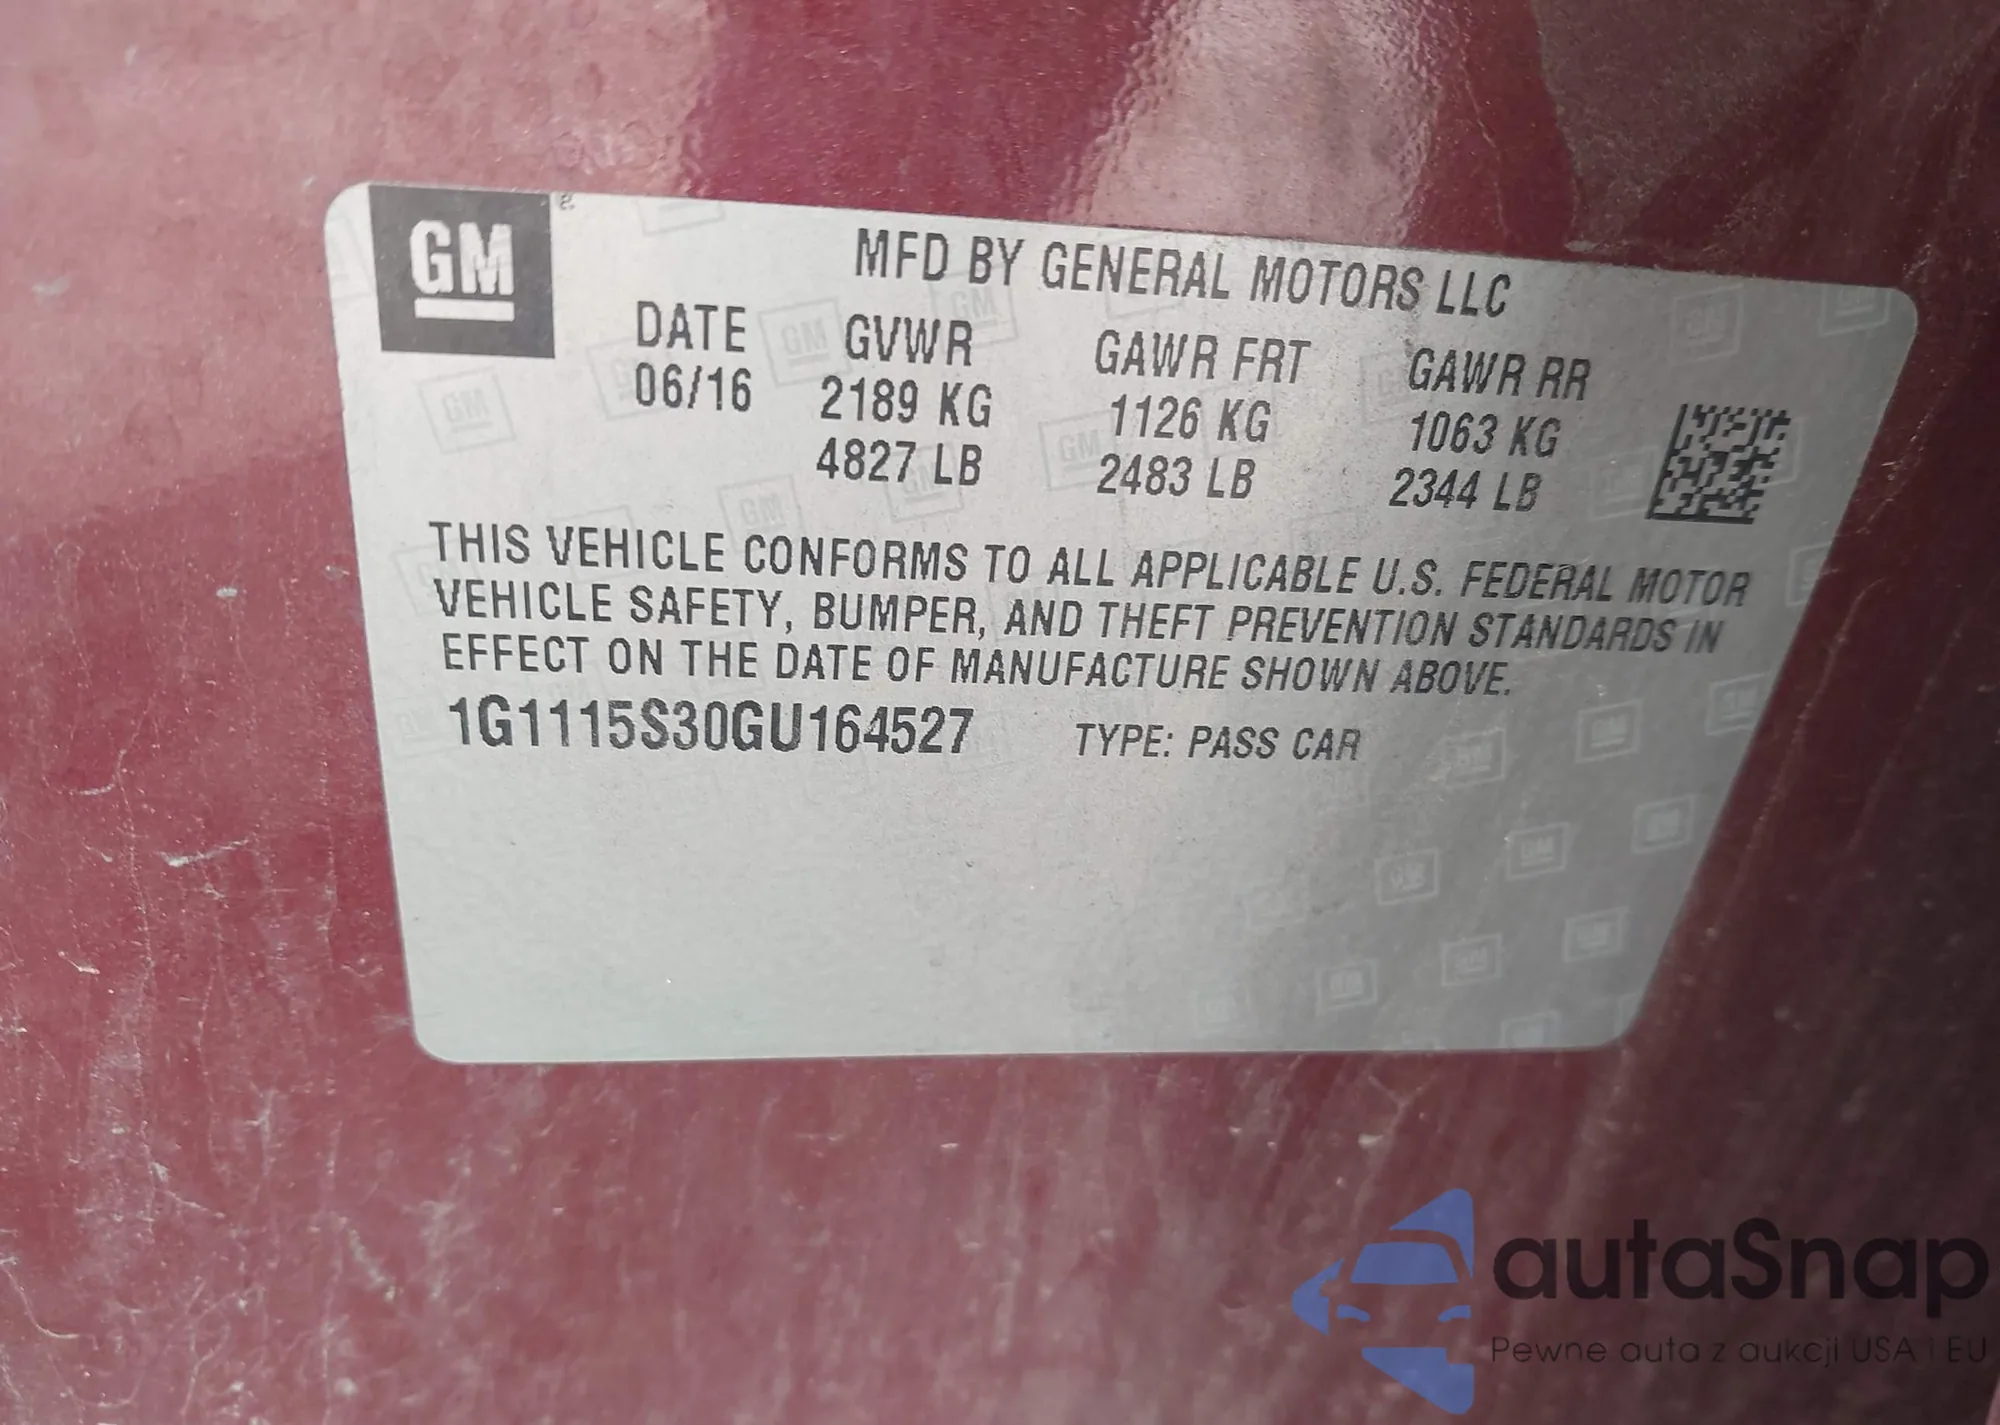 GM
MFD BY GENERAL MOTORS LLC
DATE GVWR GAWR FRT GAWR RR
06/16 2189 KG 1126 KG 1063 KG
4827 LB 2483 LB 2344 LB
THIS VEHICLE CONFORMS TO ALL APPLICABLE U.S. FEDERAL MOTOR
VEHICLE SAFETY, BUMPER, AND THEFT PREVENTION STANDARDS IN
EFFECT ON THE DATE OF MANUFACTURE SHOWN ABOVE.
1G1115S30GU164527 TYPE: PASS CAR
autaSnap
Pewne auta z aukcji USA i EU